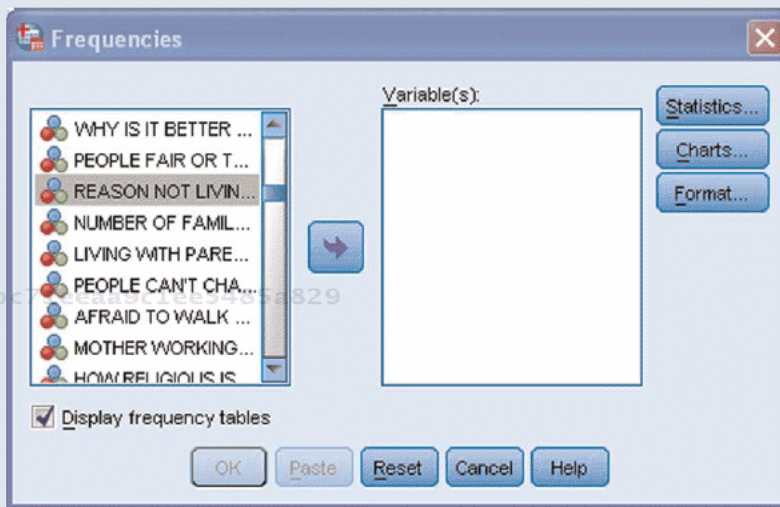 Frequencies
WHY IS IT BETTER ...
PEOPLE FAIR OR T...
REASON NOT LIVIN...
NUMBER OF FAMIL...
LIVING WITH PARE...
PEOPLE CAN'T CHA...
AFRAID TO WALK ...
MOTHER WORKING...
HOW RELIGIOUS IS
Variable(s):
Statistics...
Charts...
Format...
Display frequency tables
OK
Paste
Reset
Cancel
Help